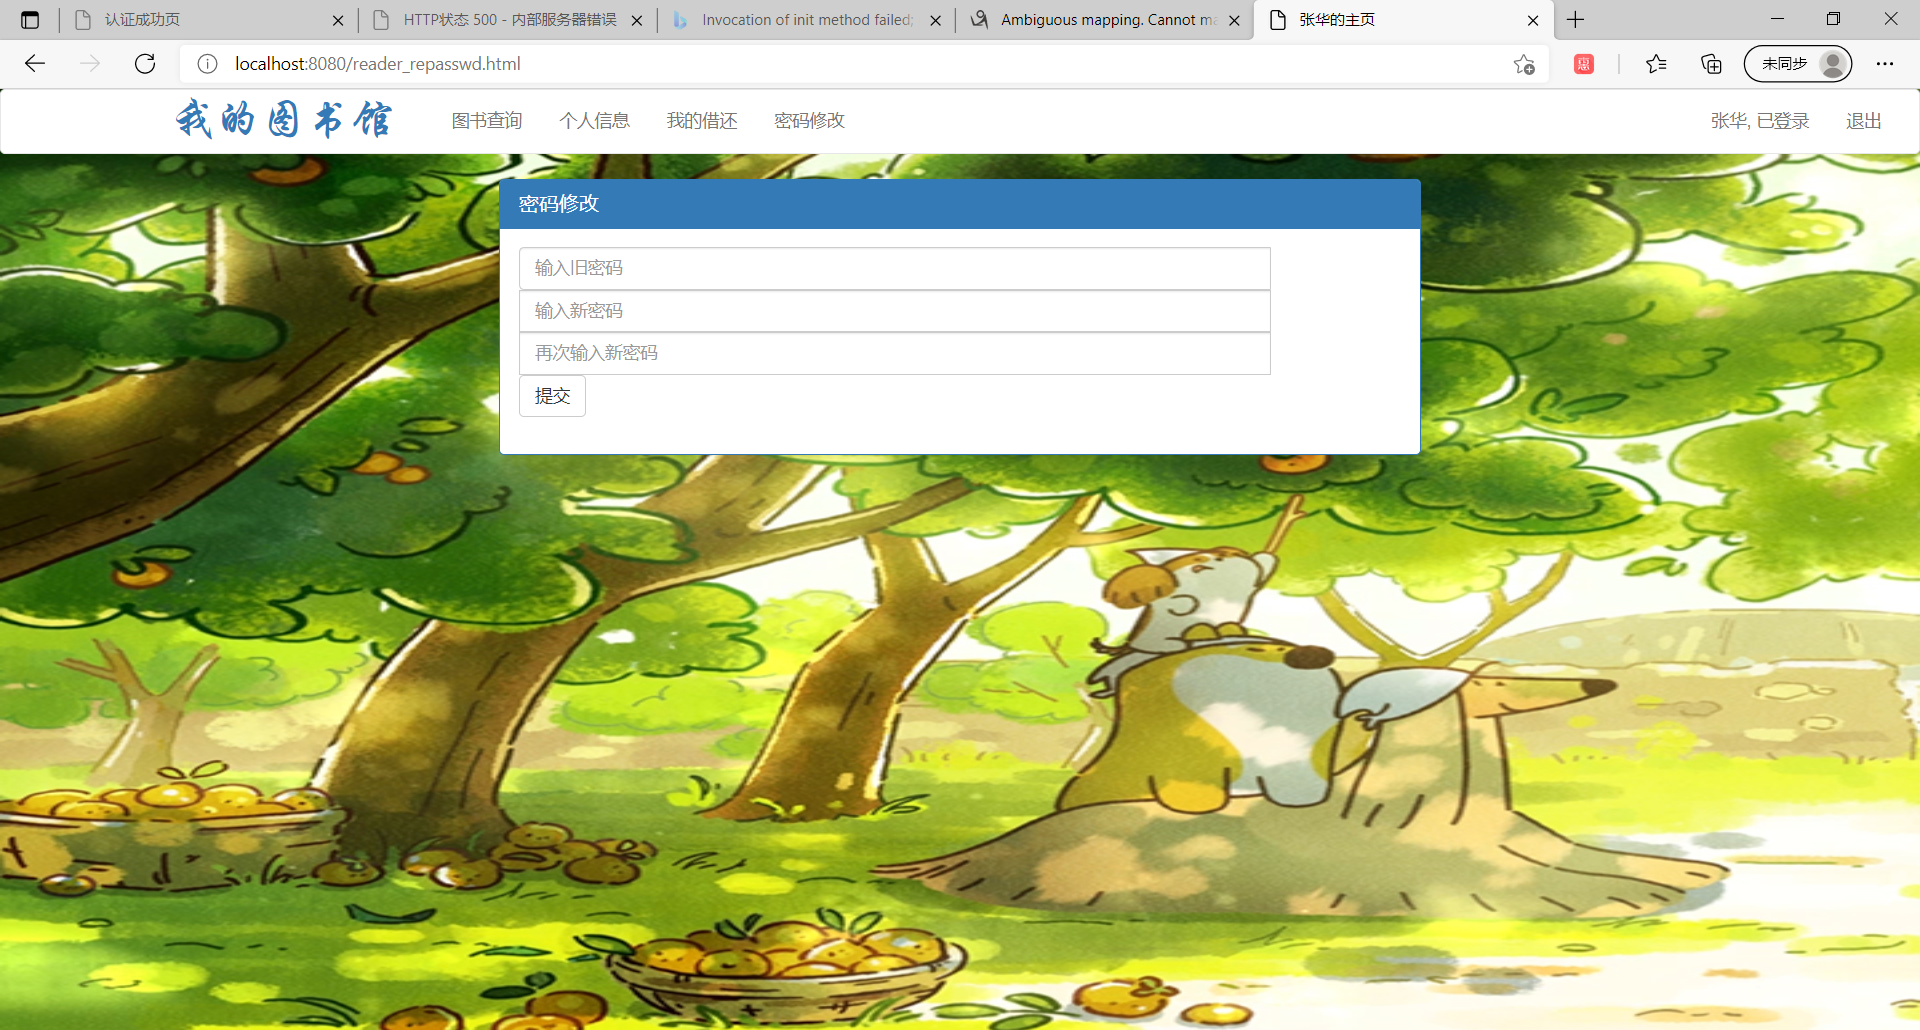 认证成功页
HTTP状态 500 - 内部服务器错误
Invocation of init method failed;
Ambiguous mapping. Cannot ma
张华的主页
localhost:8080/reader_repasswd.html
惠
未同步
我的图书馆
图书查询
个人信息
我的借还
密码修改
张华, 已登录
退出
密码修改
输入旧密码
输入新密码
再次输入新密码
提交